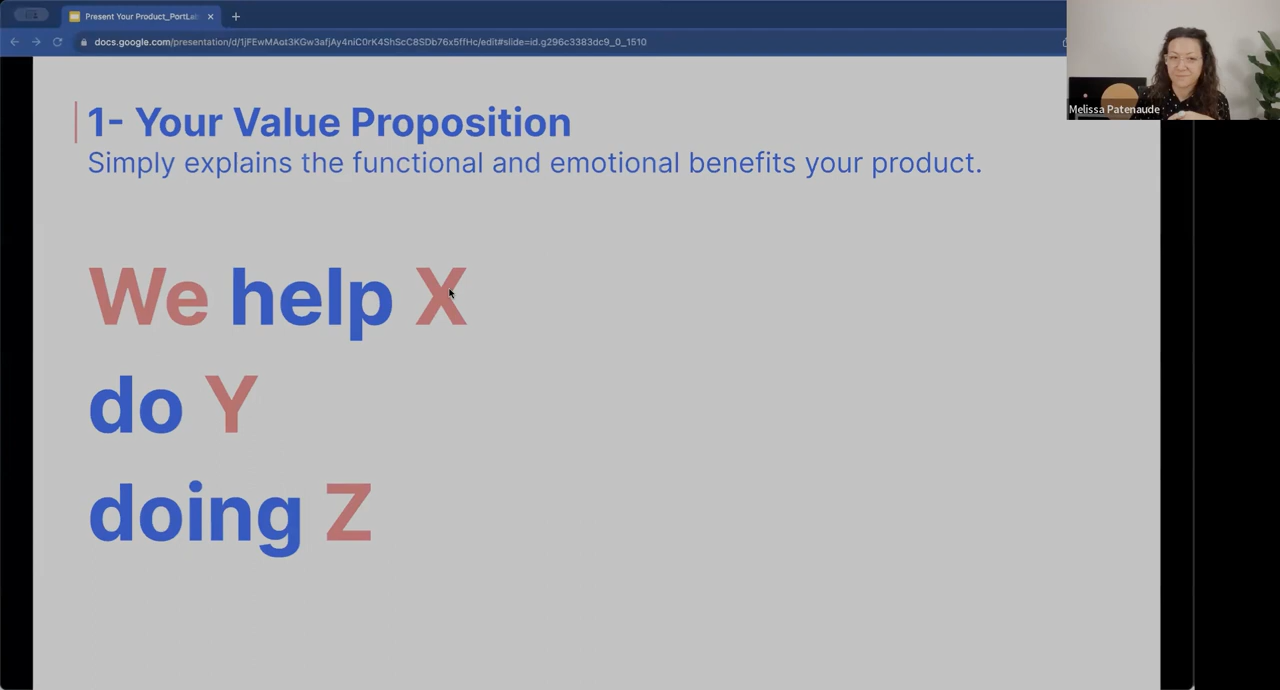 Present Your Product_PortLa
docs.google.com/presentation/d/1jFEwMAot3KGw3afjAy4niC0rK4ShScC8SDb76x5ffHc/edit#slide=id.g296c3383dc9_0_1510
Melissa Patenaude
1- Your Value Proposition
Simply explains the functional and emotional benefits your product.
We help X
do Y
doing Z